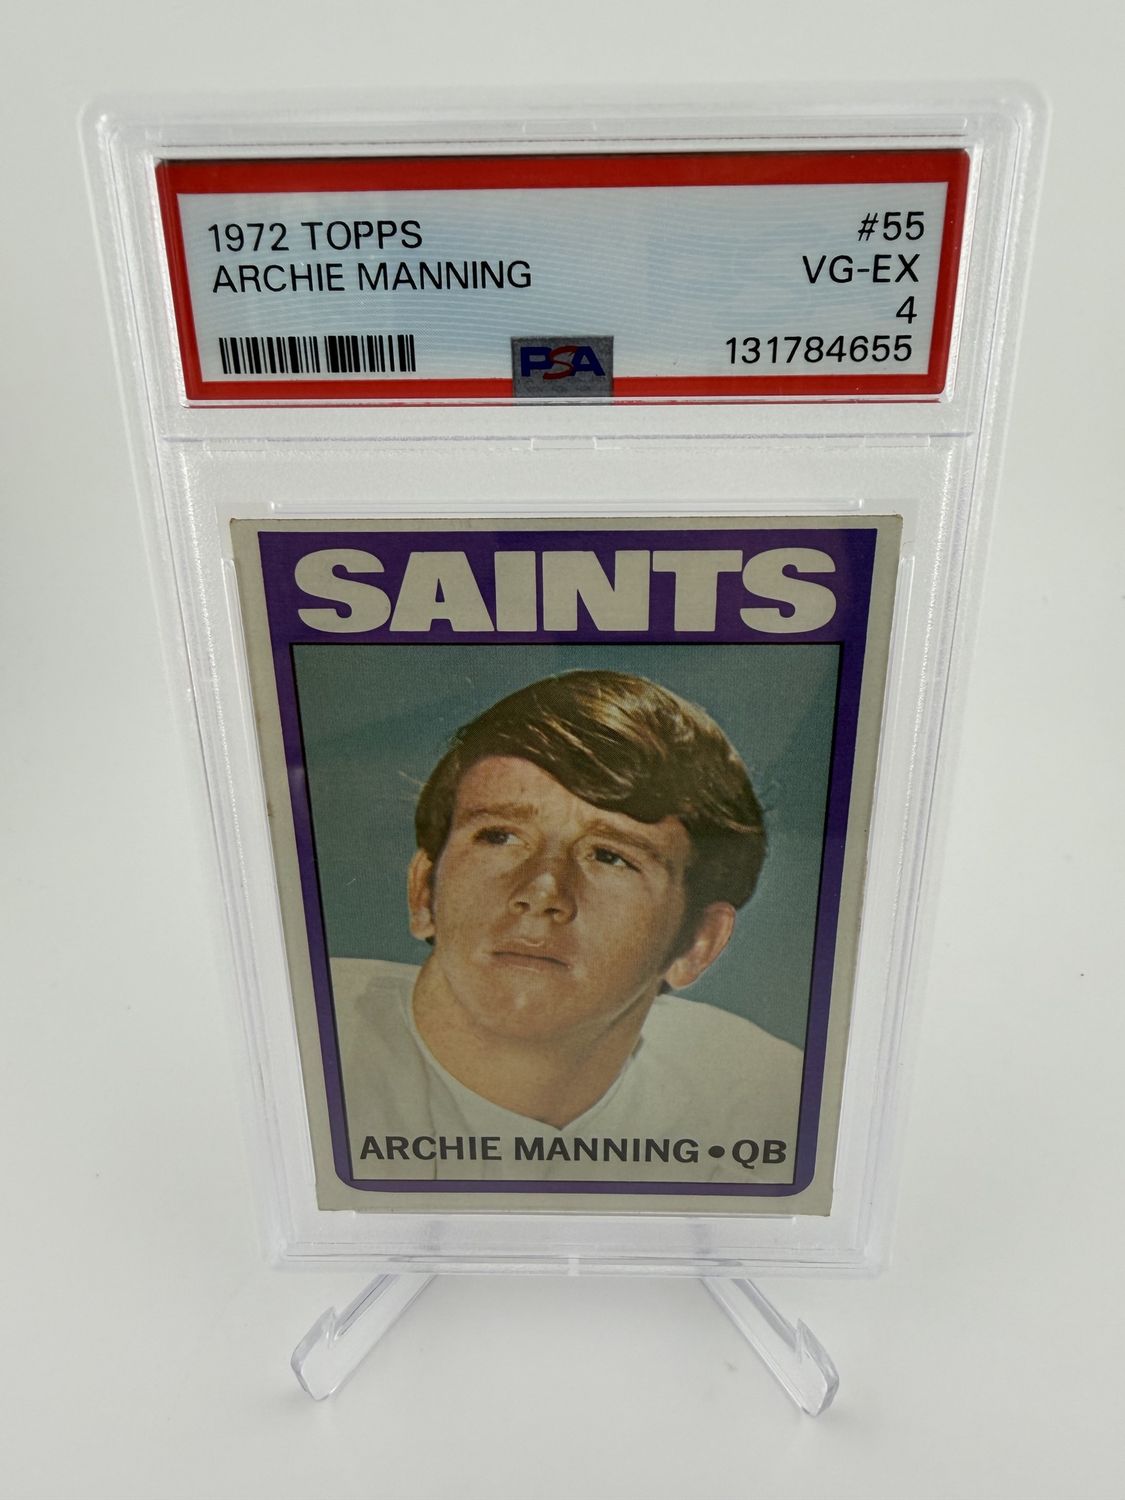 1972 TOPPS #55
ARCHIE MANNING VG-EX
4
PSA 131784655
SAINTS
ARCHIE MANNING • QB